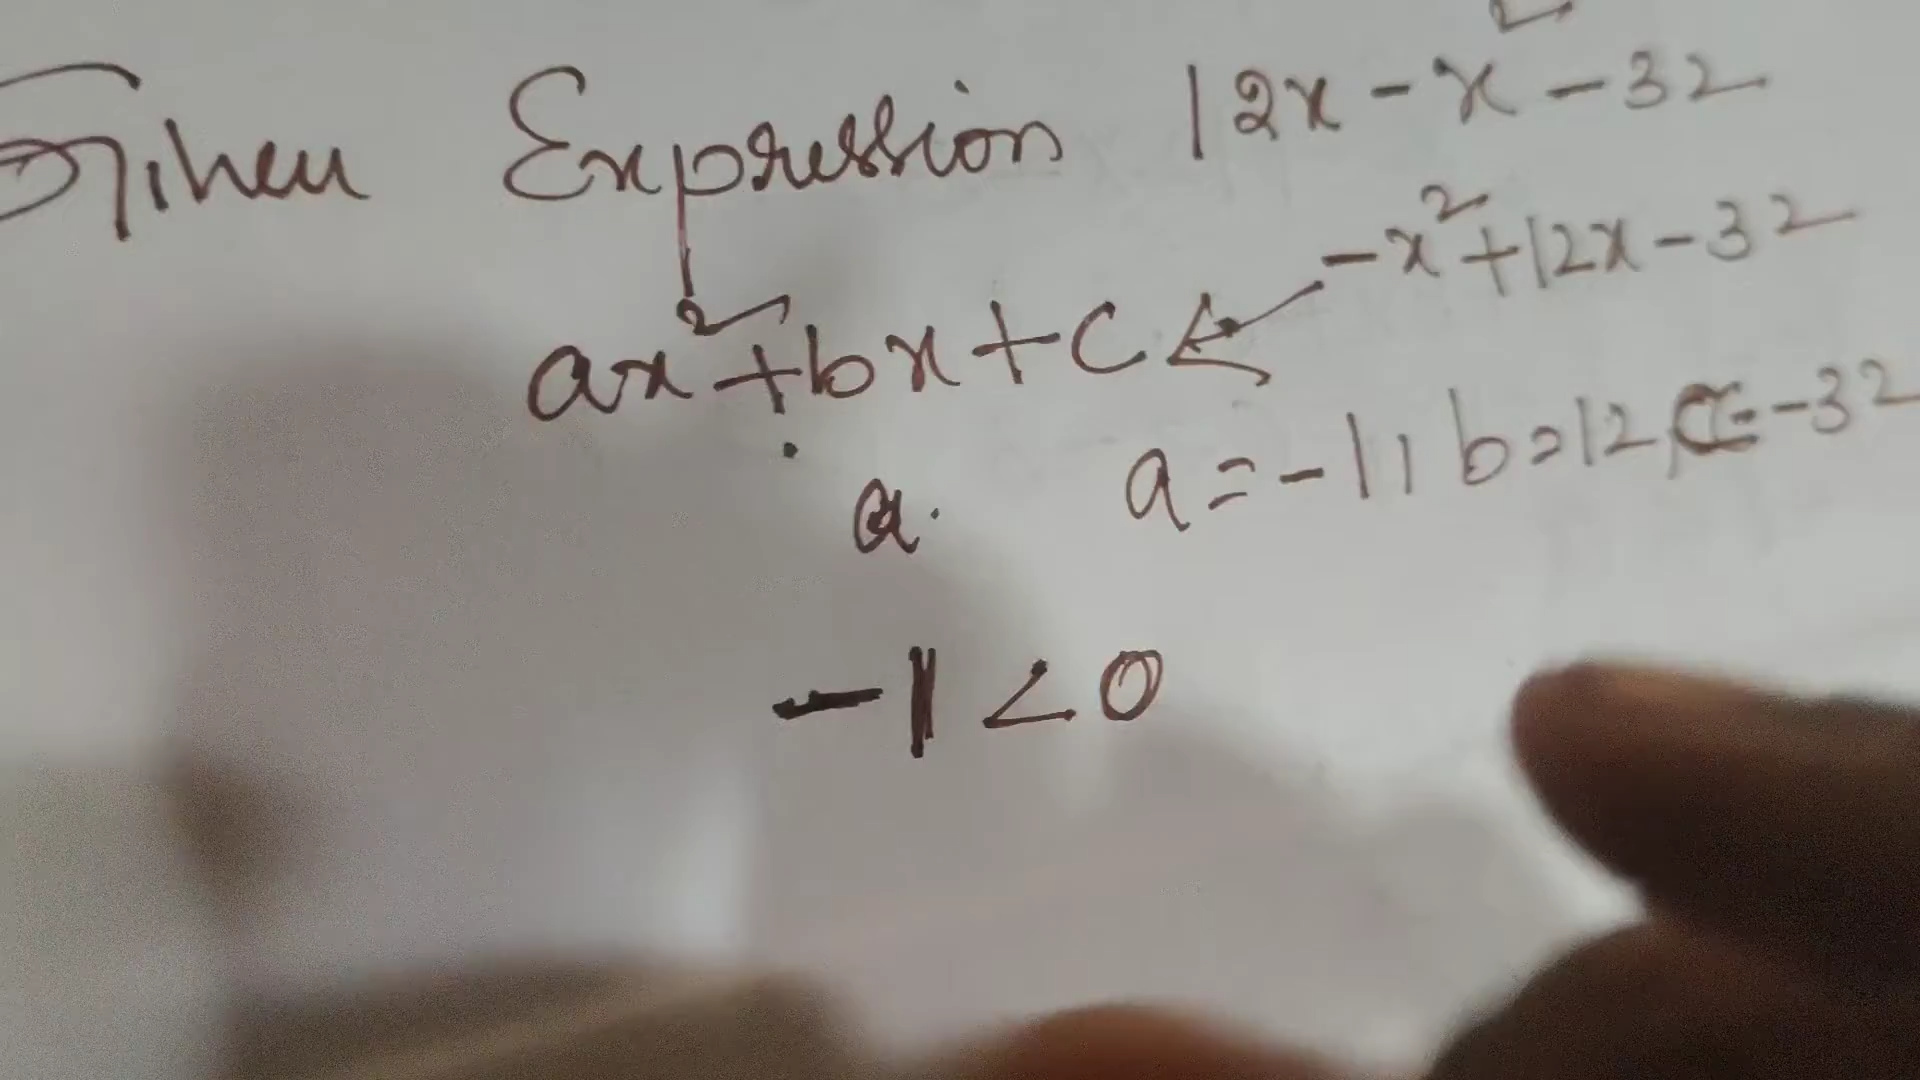 Given Expression 12x - x² - 32
-x² + 12x - 32
ax² + bx + c
a = -1, b = 12, c = -32
a.
-1 < 0